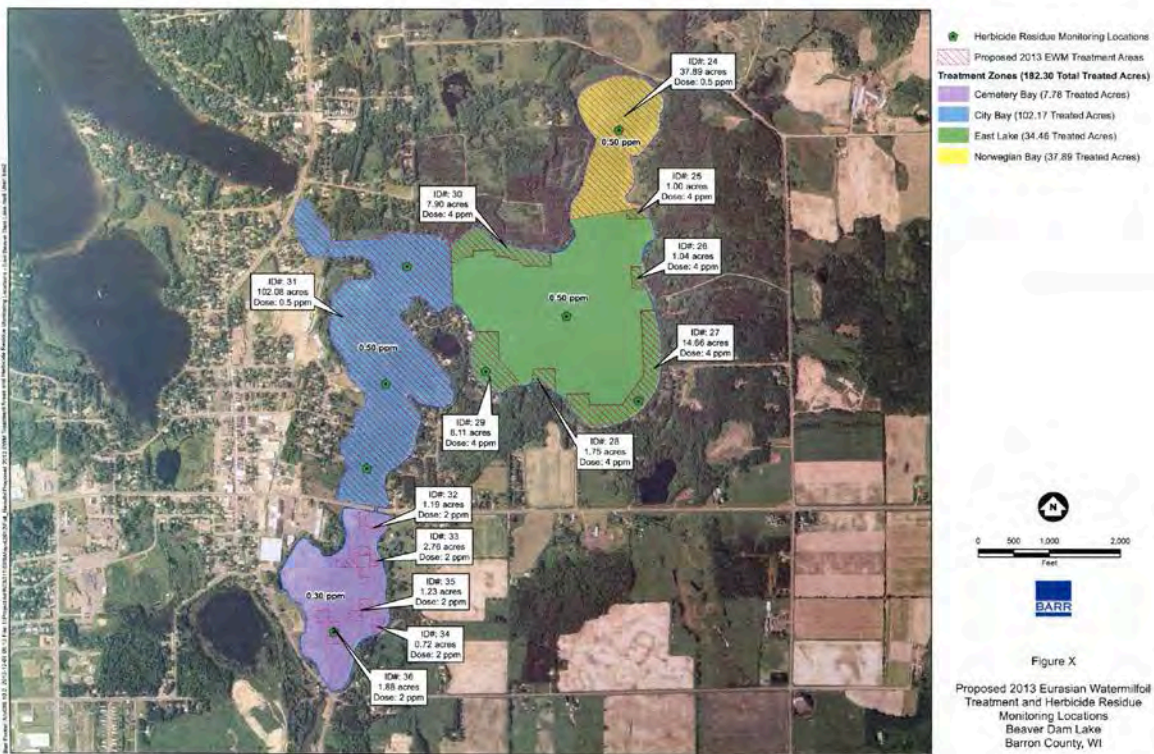 ID#: 24
37.89 acres
Dose: 0.5 ppm
0.50 ppm
ID#: 25
1.00 acres
Dose: 4 ppm
ID#: 30
7.90 acres
Dose: 4 ppm
ID#: 26
1.04 acres
Dose: 4 ppm
ID#: 31
102.08 acres
Dose: 0.5 ppm
0.50 ppm
0.50 ppm
ID#: 27
14.66 acres
Dose: 4 ppm
ID#: 29
8.11 acres
Dose: 4 ppm
ID#: 28
1.75 acres
Dose: 4 ppm
ID#: 32
1.19 acres
Dose: 2 ppm
ID#: 33
2.76 acres
Dose: 2 ppm
0.30 ppm
ID#: 35
1.23 acres
Dose: 2 ppm
ID#: 34
0.72 acres
Dose: 2 ppm
ID#: 36
1.88 acres
Dose: 2 ppm
Herbicide Residue Monitoring Locations
Proposed 2013 EWM Treatment Areas
Treatment Zones (182.30 Total Treated Acres)
Cemetery Bay (7.78 Treated Acres)
City Bay (102.17 Treated Acres)
East Lake (34.46 Treated Acres)
Norwegian Bay (37.89 Treated Acres)
N
0 500 1,000 2,000
Feet
BARR
Figure X
Proposed 2013 Eurasian Watermilfoil
Treatment and Herbicide Residue
Monitoring Locations
Beaver Dam Lake
Barron County, WI